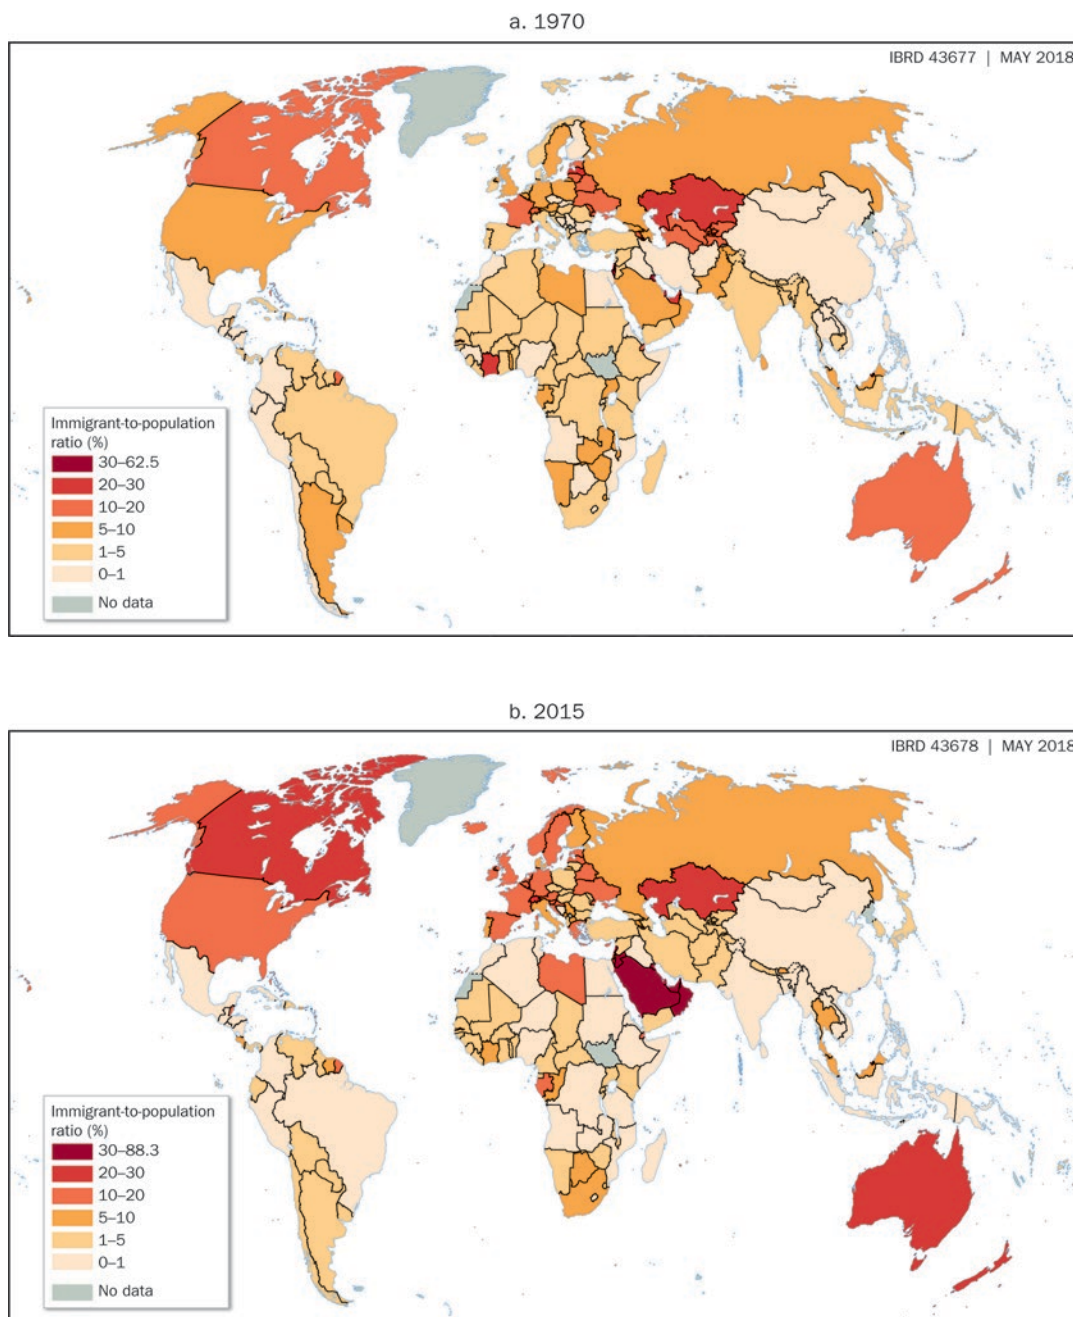 a. 1970
IBRD 43677 | MAY 2018
Immigrant-to-population
ratio (%)
30–62.5
20–30
10–20
5–10
1–5
0–1
No data
b. 2015
IBRD 43678 | MAY 2018
Immigrant-to-population
ratio (%)
30–88.3
20–30
10–20
5–10
1–5
0–1
No data